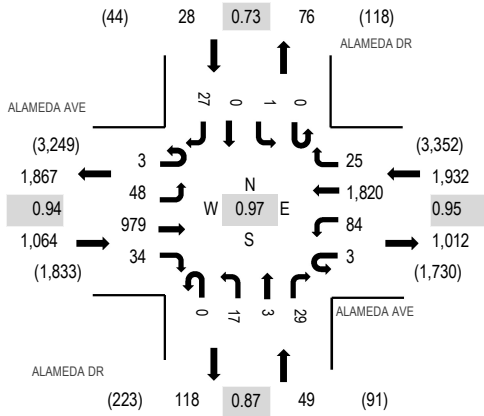 (44) 28 0.73 76 (118)
ALAMEDA DR
27 0 1 0
ALAMEDA AVE
(3,249) (3,352)
3 25
1,867 1,932
48 N 1,820
0.94 W 0.97 E 0.95
979 84
1,064 S 1,012
34 3
(1,833) (1,730)
0 17 3 29
ALAMEDA AVE
ALAMEDA DR
(223) 118 0.87 49 (91)